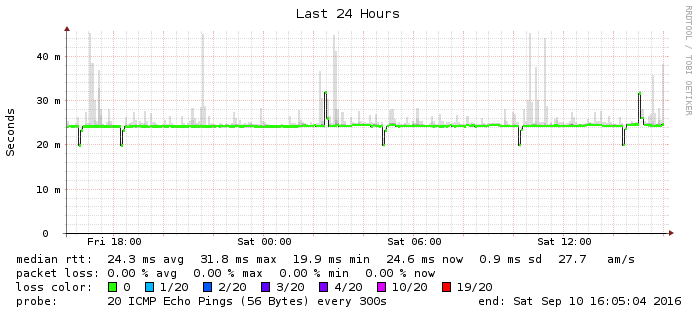 Last 24 Hours
RRDTOOL / TOBI OETIKER
Seconds
40 m
30 m
20 m
10 m
0
Fri 18:00 Sat 00:00 Sat 06:00 Sat 12:00
median rtt: 24.3 ms avg 31.8 ms max 19.9 ms min 24.6 ms now 0.9 ms sd 27.7 am/s
packet loss: 0.00 % avg 0.00 % max 0.00 % min 0.00 % now
loss color: 0 1/20 2/20 3/20 4/20 10/20 19/20
probe: 20 ICMP Echo Pings (56 Bytes) every 300s end: Sat Sep 10 16:05:04 2016